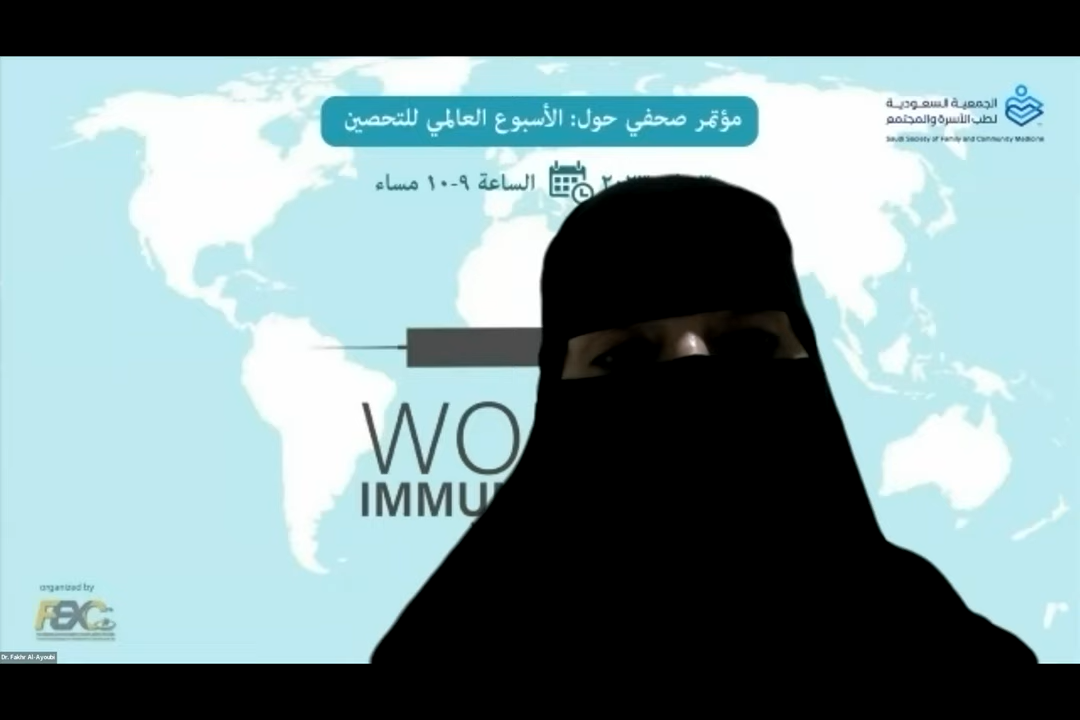 مؤتمر صحفي حول: الأسبوع العالمي للتحصين
الجمعية السعودية
لطب الأسرة والمجتمع
Saudi Society of Family and Community Medicine
الساعة ٩-١٠ مساء
WO
IMMU
organized by
Dr. Fakhr Al-Ayoubi